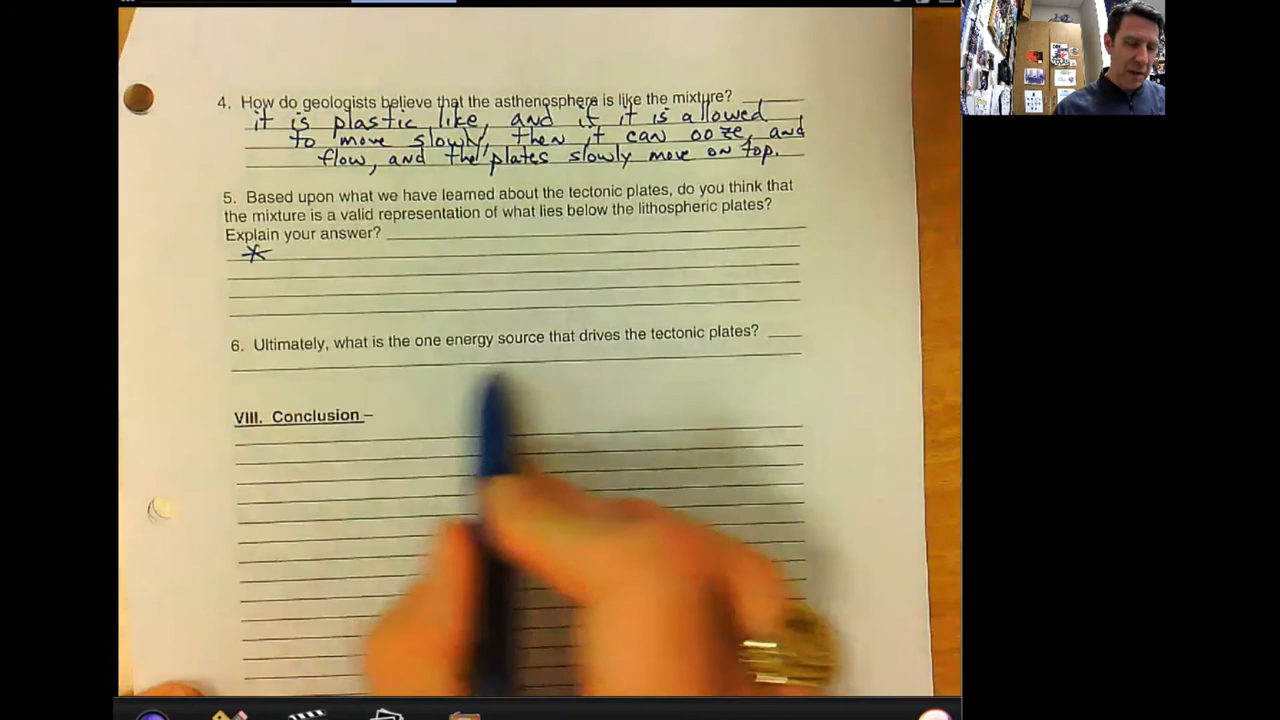 4. How do geologists believe that the asthenosphere is like the mixture?
it is plastic like, and if it is allowed
to move slowly, then it can ooze, and
flow, and the plates slowly move on top.
5. Based upon what we have learned about the tectonic plates, do you think that
the mixture is a valid representation of what lies below the lithospheric plates?
Explain your answer?
*
6. Ultimately, what is the one energy source that drives the tectonic plates?
VIII. Conclusion –